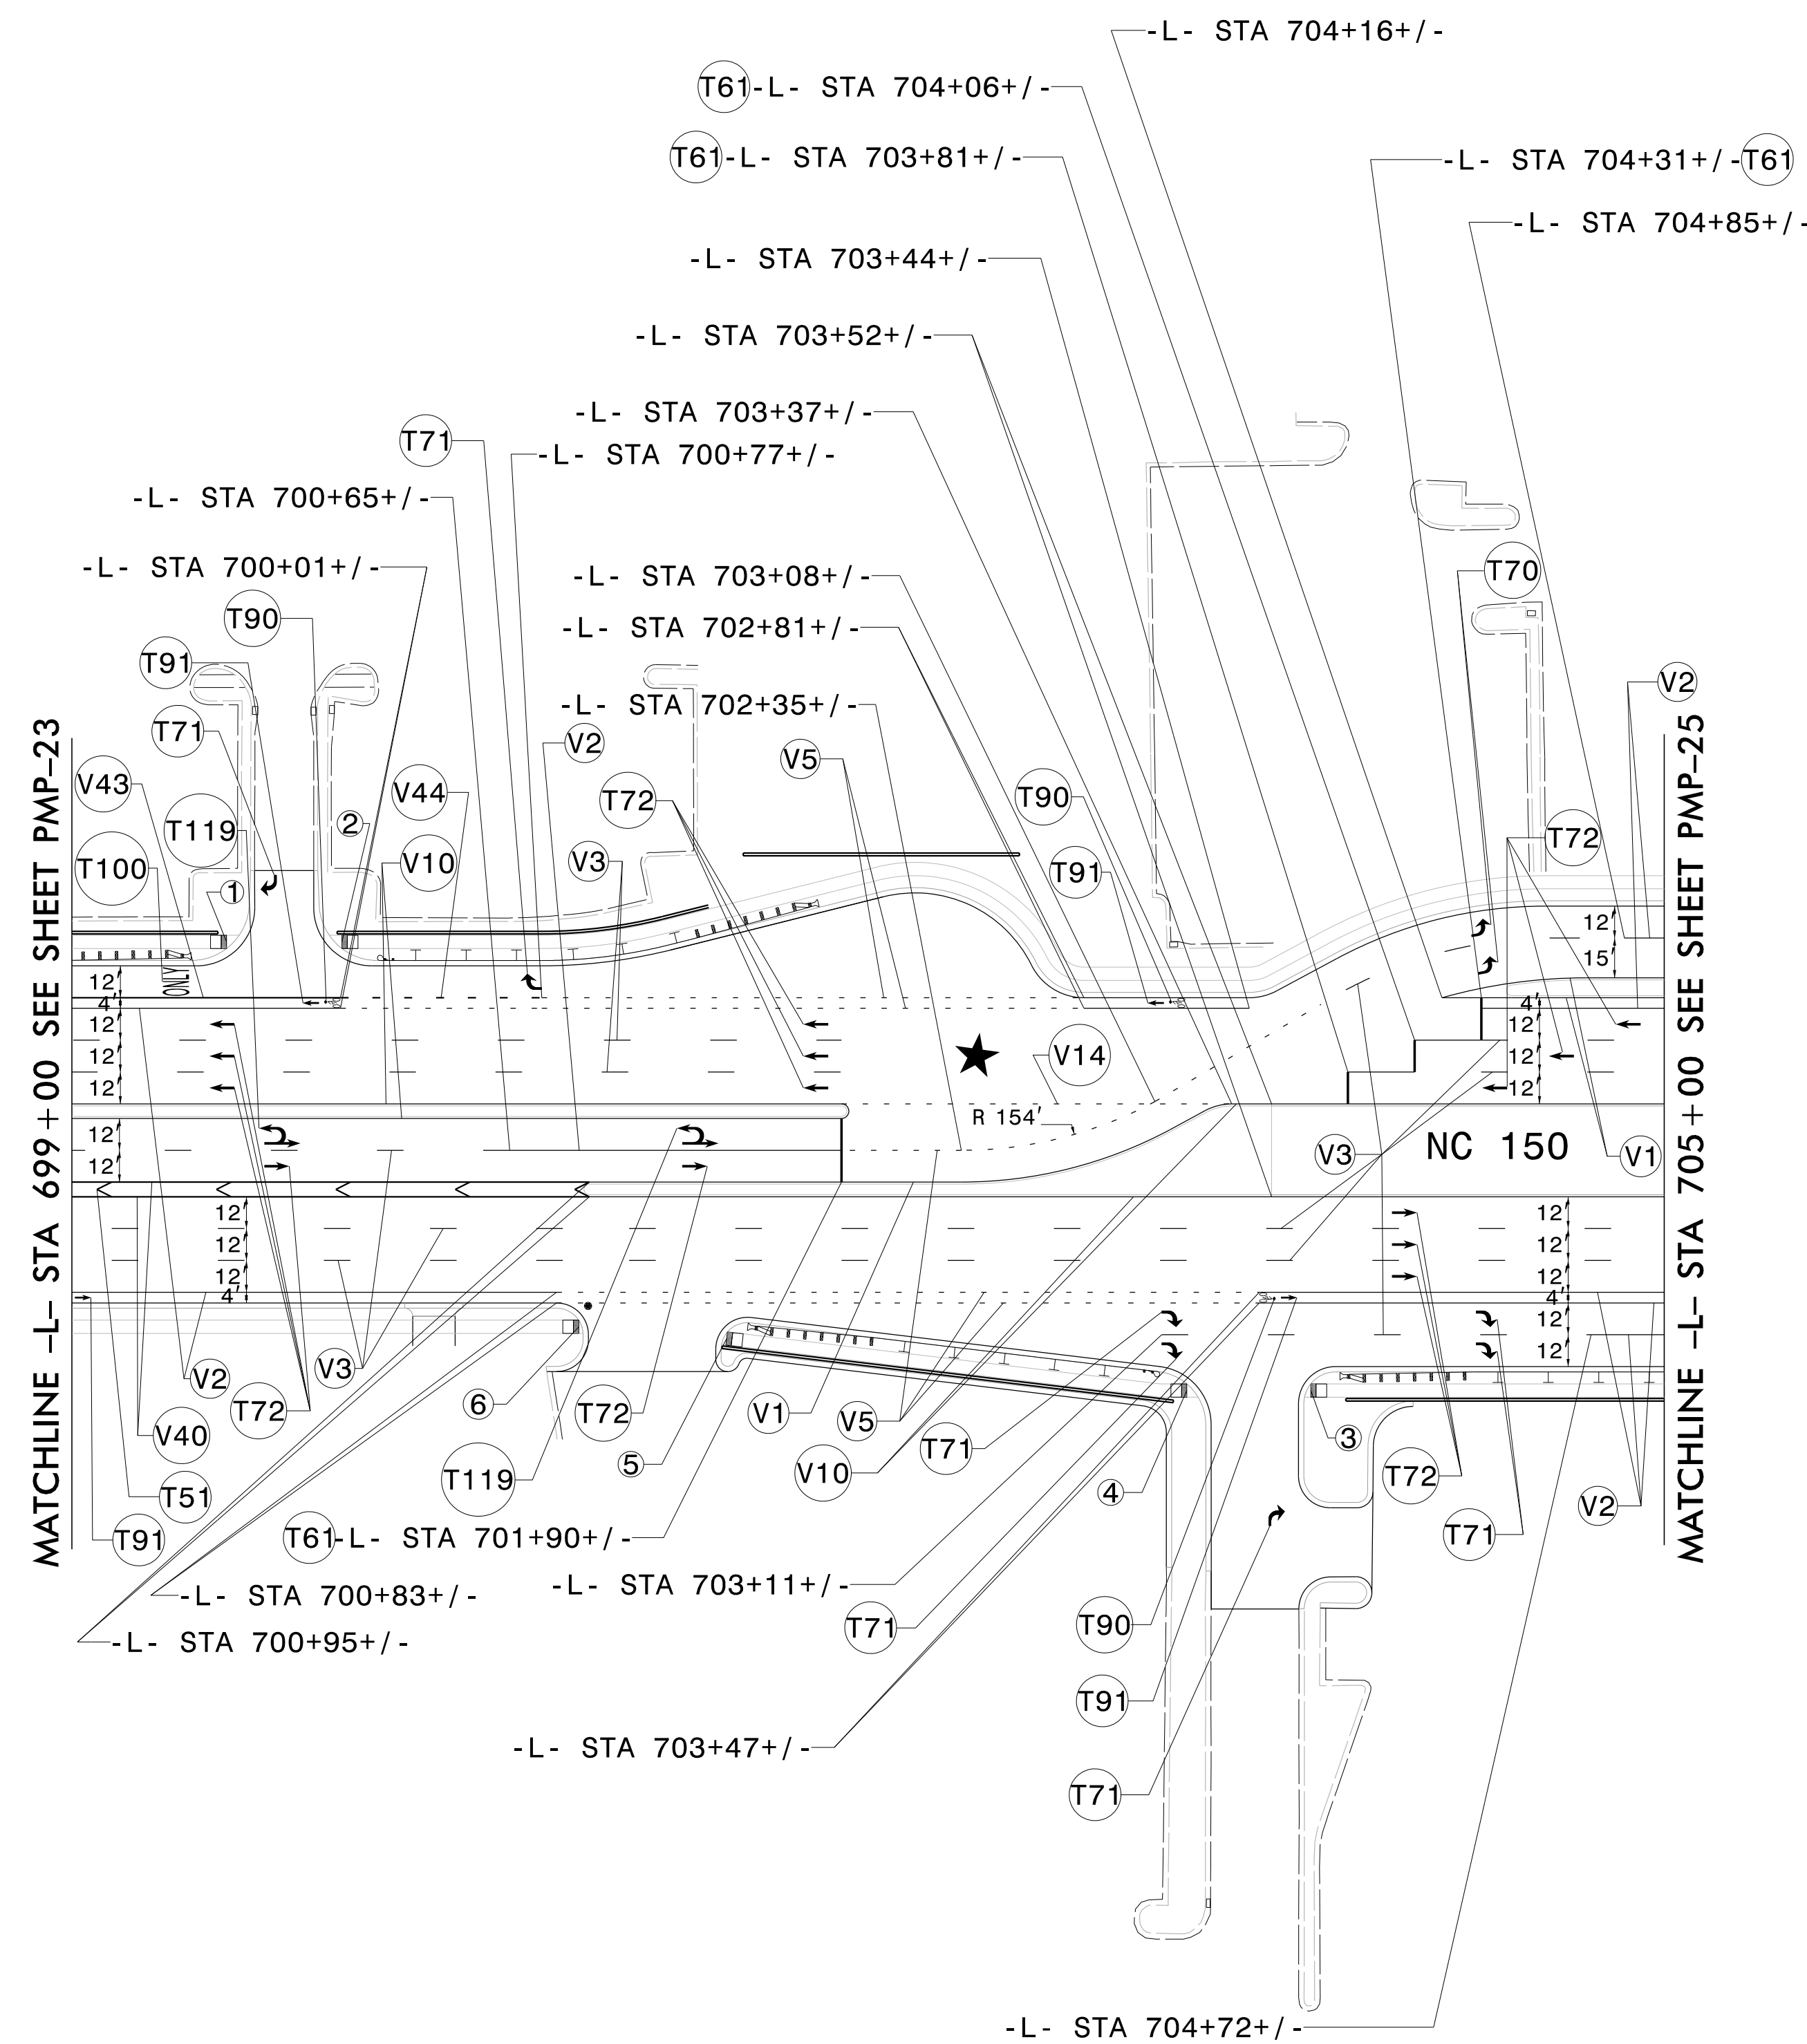 -L- STA 704+16+/-
T61 -L- STA 704+06+/-
T61 -L- STA 703+81+/-
-L- STA 704+31+/- T61
-L- STA 704+85+/-
-L- STA 703+44+/-
-L- STA 703+52+/-
-L- STA 703+37+/-
T71
-L- STA 700+77+/-
-L- STA 700+65+/-
-L- STA 700+01+/-
-L- STA 703+08+/-
T70
T90
-L- STA 702+81+/-
T91
V2
-L- STA 702+35+/-
T71
V2
V5
V43
V44
T72
T90
T119
2
T72
T100
V10
V3
T91
1
MATCHLINE -L- STA 699+00 SEE SHEET PMP-23
MATCHLINE -L- STA 705+00 SEE SHEET PMP-25
12'
15'
ONLY
12'
4'
12'
12'
12'
4'
12'
12'
12'
V14
R 154'
12'
12'
NC 150
V3
V1
12'
12'
12'
4'
12'
12'
12'
4'
12'
12'
V2
V3
T72
6
T72
V1
V5
V40
T71
3
5
V10
T72
T119
4
T51
V2
T91
T61 -L- STA 701+90+/-
T71
-L- STA 703+11+/-
-L- STA 700+83+/-
T71
T90
-L- STA 700+95+/-
T91
-L- STA 703+47+/-
T71
-L- STA 704+72+/-